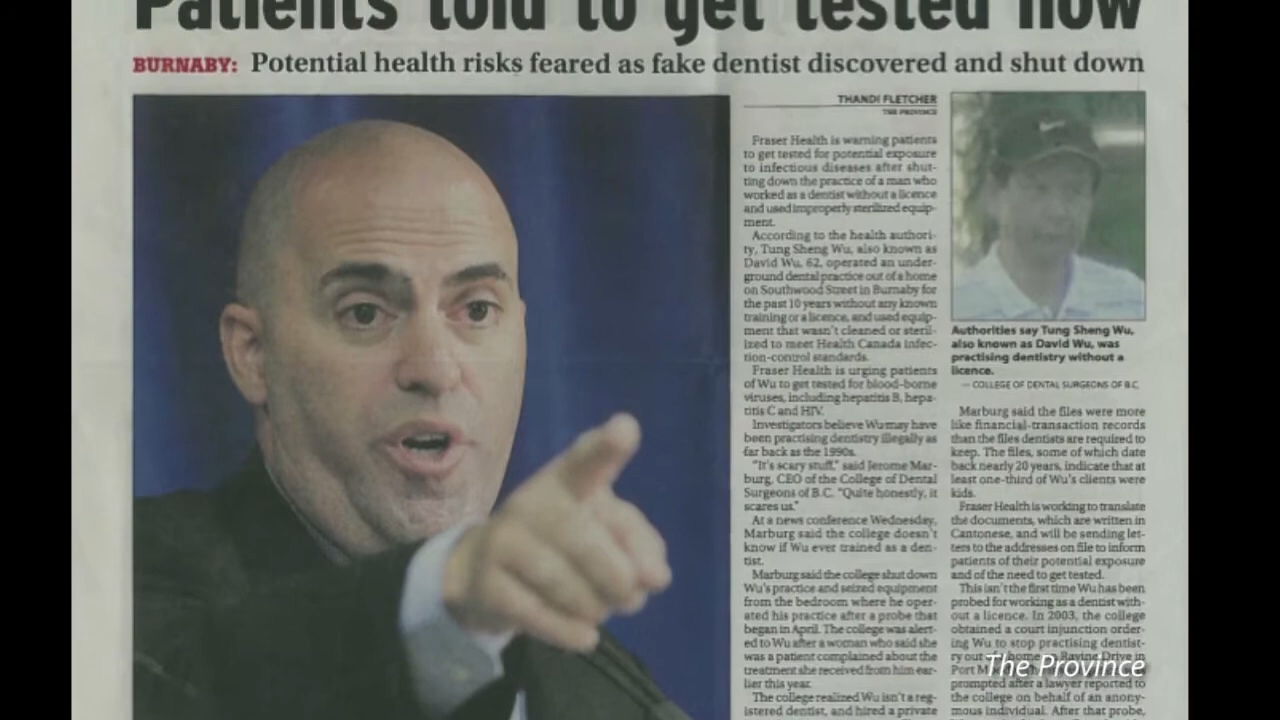 Patients told to get tested now
BURNABY: Potential health risks feared as fake dentist discovered and shut down
THANDI FLETCHER
THE PROVINCE
Fraser Health is warning patients
to get tested for potential exposure
to infectious diseases after shut-
ting down the practice of a man who
worked as a dentist without a licence
and used improperly sterilized equip-
ment.
According to the health authori-
ty, Tung Sheng Wu, also known as
David Wu, 62, operated an under-
ground dental practice out of a home
on Southwood Street in Burnaby for
the past 10 years without any known
training or a licence, and used equip-
ment that wasn't cleaned or steril-
ized to meet Health Canada infec-
tion-control standards.
Fraser Health is urging patients
of Wu to get tested for blood-borne
viruses, including hepatitis B, hepa-
titis C and HIV.
Investigators believe Wu may have
been practising dentistry illegally as
far back as the 1990s.
"It's scary stuff," said Jerome Mar-
burg, CEO of the College of Dental
Surgeons of B.C. "Quite honestly, it
scares us."
At a news conference Wednesday,
Marburg said the college doesn't
know if Wu ever trained as a den-
tist.
Marburg said the college shut down
Wu's practice and seized equipment
from the bedroom where he oper-
ated his practice after a probe that
began in April. The college was alert-
ed to Wu after a woman who said she
was a patient complained about the
treatment she received from him ear-
lier this year.
The college realized Wu isn't a reg-
istered dentist, and hired a private
Authorities say Tung Sheng Wu,
also known as David Wu, was
practising dentistry without a
licence.
— COLLEGE OF DENTAL SURGEONS OF B.C.
Marburg said the files were more
like financial-transaction records
than the files dentists are required to
keep. The files, some of which date
back nearly 20 years, indicate that at
least one-third of Wu's clients were
kids.
Fraser Health is working to translate
the documents, which are written in
Cantonese, and will be sending let-
ters to the addresses on file to inform
patients of their potential exposure
and of the need to get tested.
This isn't the first time Wu has been
probed for working as a dentist with-
out a licence. In 2003, the college
obtained a court injunction order-
ing Wu to stop practising dentist-
ry out home Ravine Drive in
Port M
prompted after a lawyer reported to
the college on behalf of an anony-
mous individual. After that probe,
The Province